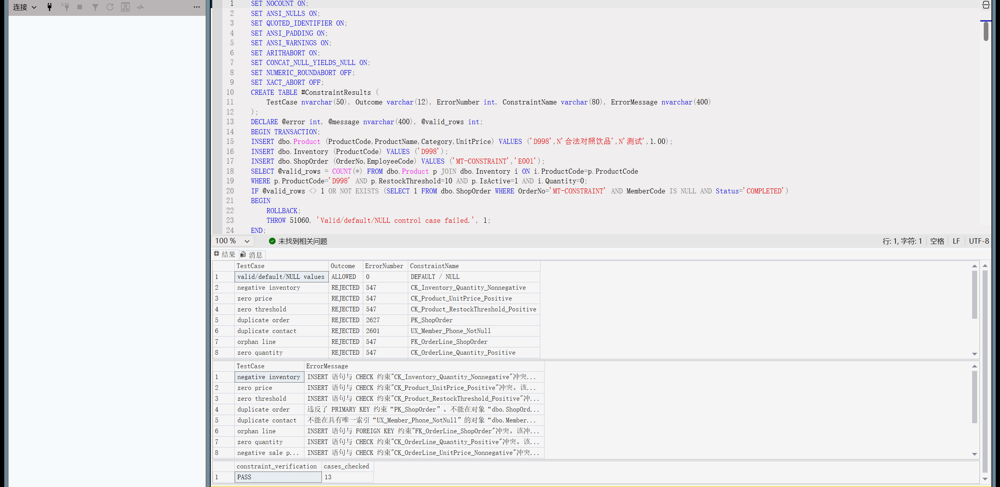 连接
1 SET NOCOUNT ON;
2 SET ANSI_NULLS ON;
3 SET QUOTED_IDENTIFIER ON;
4 SET ANSI_PADDING ON;
5 SET ANSI_WARNINGS ON;
6 SET ARITHABORT ON;
7 SET CONCAT_NULL_YIELDS_NULL ON;
8 SET NUMERIC_ROUNDABORT OFF;
9 SET XACT_ABORT OFF;
10 CREATE TABLE #ConstraintResults (
11 TestCase nvarchar(50), Outcome varchar(12), ErrorNumber int, ConstraintName varchar(80), ErrorMessage nvarchar(400)
12 );
13 DECLARE @error int, @message nvarchar(400), @valid_rows int;
14 BEGIN TRANSACTION;
15 INSERT dbo.Product (ProductCode,ProductName,Category,UnitPrice) VALUES ('D998',N'合法对照饮品',N'测试',1.00);
16 INSERT dbo.Inventory (ProductCode) VALUES ('D998');
17 INSERT dbo.ShopOrder (OrderNo,EmployeeCode) VALUES ('MT-CONSTRAINT','E001');
18 SELECT @valid_rows = COUNT(*) FROM dbo.Product p JOIN dbo.Inventory i ON i.ProductCode=p.ProductCode
19 WHERE p.ProductCode='D998' AND p.RestockThreshold=10 AND p.IsActive=1 AND i.Quantity=0;
20 IF @valid_rows <> 1 OR NOT EXISTS (SELECT 1 FROM dbo.ShopOrder WHERE OrderNo='MT-CONSTRAINT' AND MemberCode IS NULL AND Status='COMPLETED')
21 BEGIN
22 ROLLBACK;
23 THROW 51060, 'Valid/default/NULL control case failed.', 1;
24 END;
100 % 未找到相关问题 行: 1, 字符: 1 空格 LF UTF-8
结果 消息
TestCase Outcome ErrorNumber ConstraintName
1 valid/default/NULL values ALLOWED 0 DEFAULT / NULL
2 negative inventory REJECTED 547 CK_Inventory_Quantity_Nonnegative
3 zero price REJECTED 547 CK_Product_UnitPrice_Positive
4 zero threshold REJECTED 547 CK_Product_RestockThreshold_Positive
5 duplicate order REJECTED 2627 PK_ShopOrder
6 duplicate contact REJECTED 2601 UX_Member_Phone_NotNull
7 orphan line REJECTED 547 FK_OrderLine_ShopOrder
8 zero quantity REJECTED 547 CK_OrderLine_Quantity_Positive
TestCase ErrorMessage
1 negative inventory INSERT 语句与 CHECK 约束"CK_Inventory_Quantity_Nonnegative"冲突...
2 zero price INSERT 语句与 CHECK 约束"CK_Product_UnitPrice_Positive"冲突。该...
3 zero threshold INSERT 语句与 CHECK 约束"CK_Product_RestockThreshold_Positive"冲...
4 duplicate order 违反了 PRIMARY KEY 约束“PK_ShopOrder”。不能在对象“dbo.ShopOrd...
5 duplicate contact 不能在具有唯一索引“UX_Member_Phone_NotNull”的对象“dbo.Member...
6 orphan line INSERT 语句与 FOREIGN KEY 约束"FK_OrderLine_ShopOrder"冲突。该冲...
7 zero quantity INSERT 语句与 CHECK 约束"CK_OrderLine_Quantity_Positive"冲突。该...
8 negative sale p... INSERT 语句与 CHECK 约束"CK_OrderLine_UnitPrice_Nonnegative"冲突...
constraint_verification cases_checked
1 PASS 13